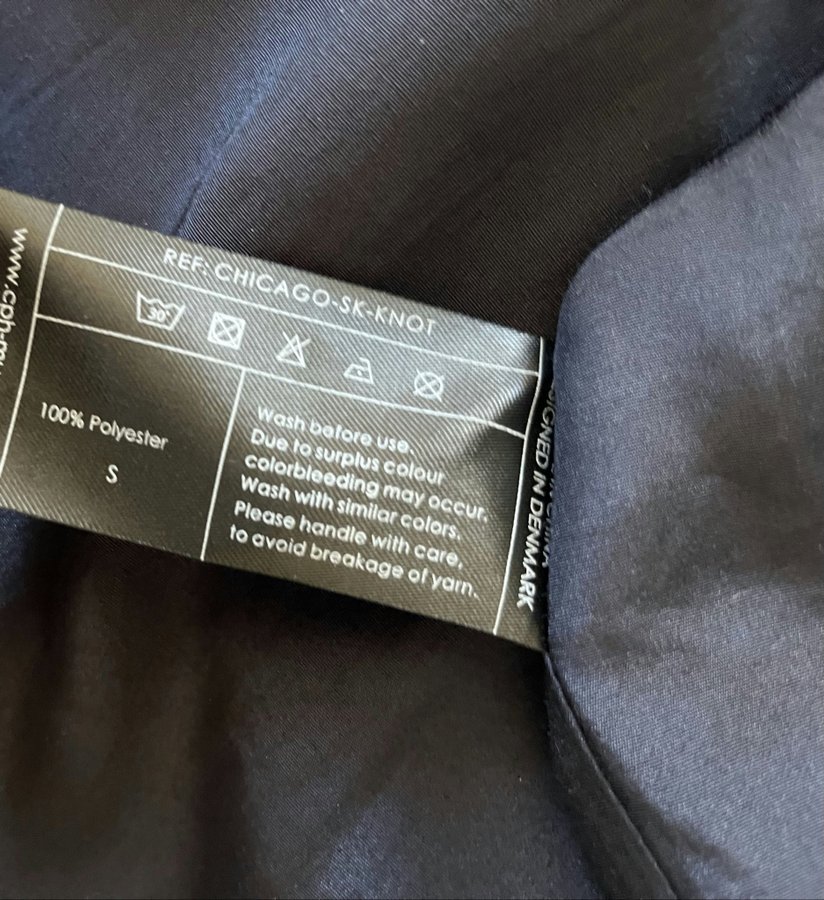 REF: CHICAGO-SK-KNOT
30°
100% Polyester
S
Wash before use.
Due to surplus colour
colorbleeding may occur.
Wash with similar colors.
Please handle with care,
to avoid breakage of yarn.
IN DENMARK